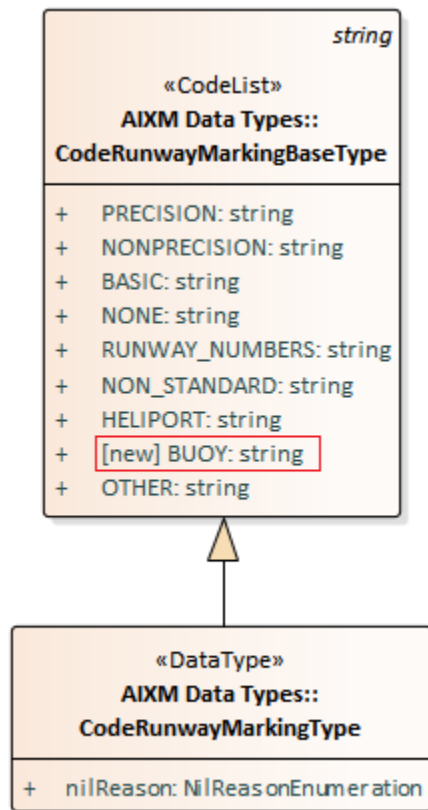 string
«CodeList»
AIXM Data Types::
CodeRunwayMarkingBaseType
+ PRECISION: string
+ NONPRECISION: string
+ BASIC: string
+ NONE: string
+ RUNWAY_NUMBERS: string
+ NON_STANDARD: string
+ HELIPORT: string
+ [new] BUOY: string
+ OTHER: string
«DataType»
AIXM Data Types::
CodeRunwayMarkingType
+ nilReason: NilReasonEnumeration